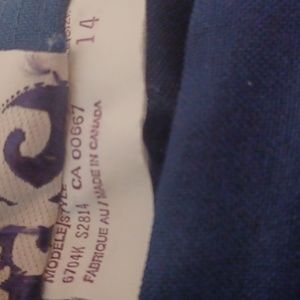 14
CA 00667
MODELE/STYLE
6704K S2814
FABRIQUE AU/MADE IN CANADA